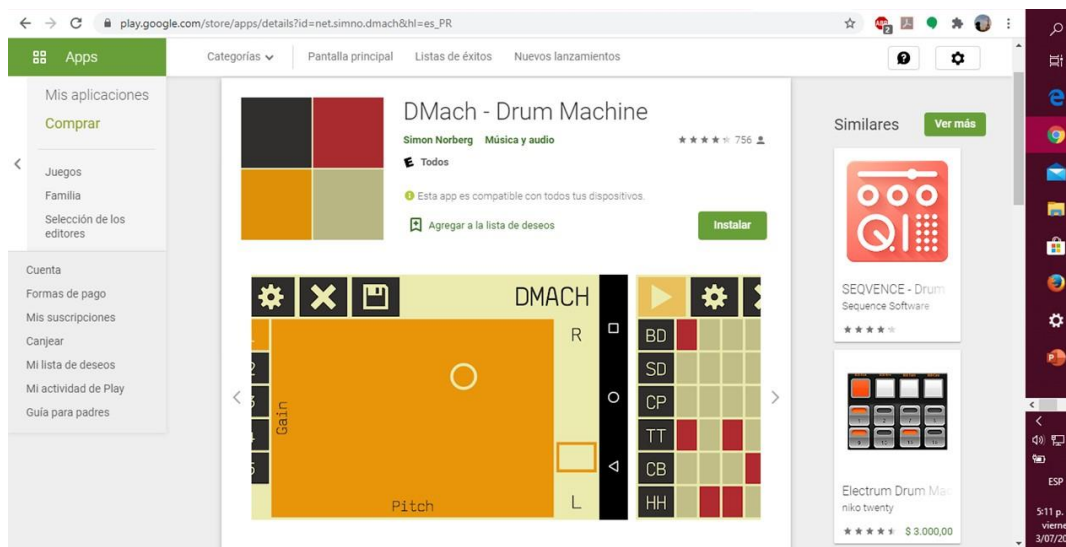 play.google.com/store/apps/details?id=net.simno.dmach&hl=es_PR
2
Apps
Categorías
Pantalla principal
Listas de éxitos
Nuevos lanzamientos
Mis aplicaciones
Comprar
Juegos
Familia
Selección de los
editores
Cuenta
Formas de pago
Mis suscripciones
Canjear
Mi lista de deseos
Mi actividad de Play
Guía para padres
DMach - Drum Machine
Simon Norberg Música y audio
756
E Todos
Esta app es compatible con todos tus dispositivos.
Agregar a la lista de deseos
Instalar
DMACH
R
Gain
Pitch
L
BD
SD
CP
TT
CB
HH
Similares
Ver más
SEQVENCE - Drum
Sequence Software
Electrum Drum Mac
niko twenty
$ 3.000,00
ESP
5:11 p.
vierne
3/07/20